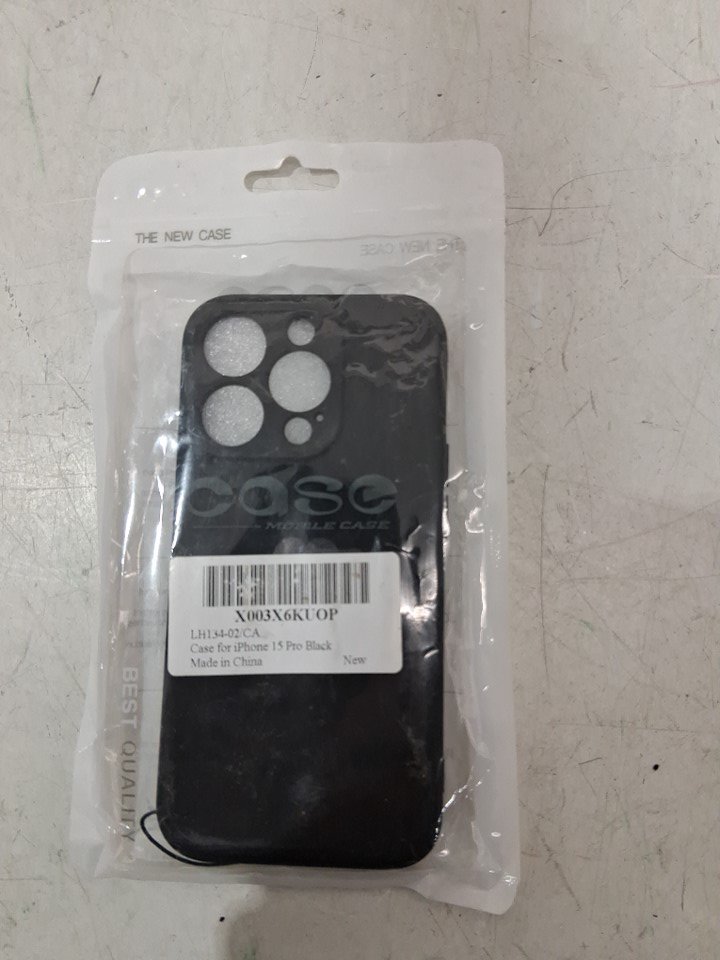 THE NEW CASE
THE NEW CASE
case
MOBILE CASE
X003X6KUOP
LH134-02/CA
Case for iPhone 15 Pro Black
Made in China New
BEST QUALITY